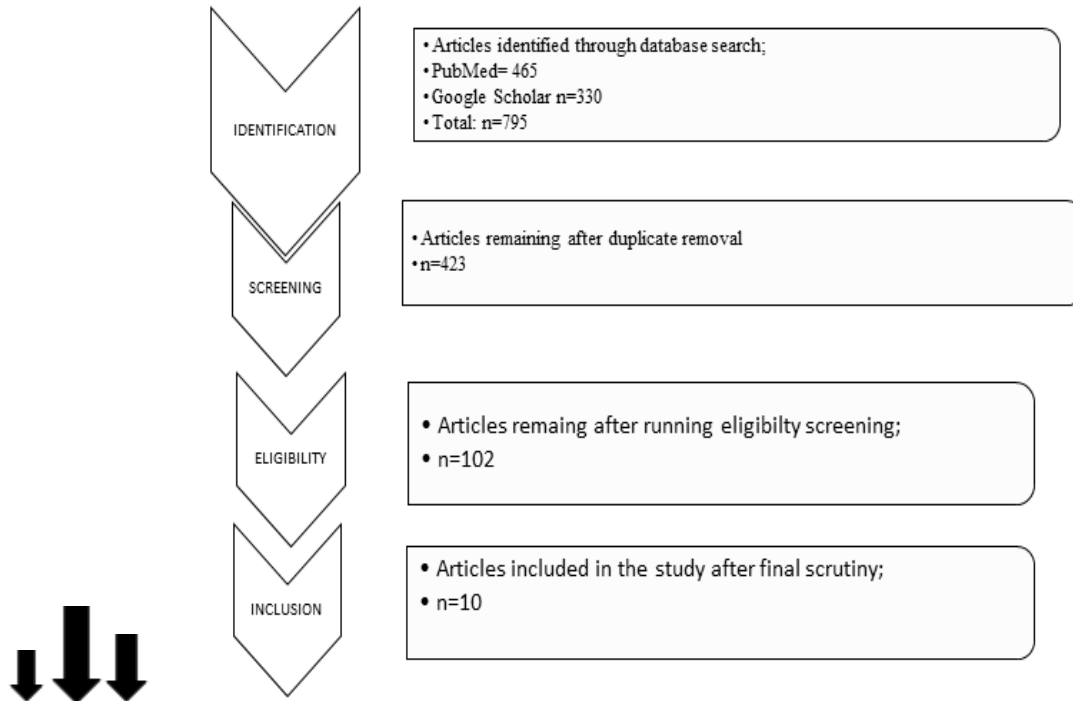 IDENTIFICATION
• Articles identified through database search;
• PubMed= 465
• Google Scholar n=330
• Total: n=795
SCREENING
• Articles remaining after duplicate removal
• n=423
ELIGIBILITY
• Articles remaing after running eligibilty screening;
• n=102
INCLUSION
• Articles included in the study after final scrutiny;
• n=10